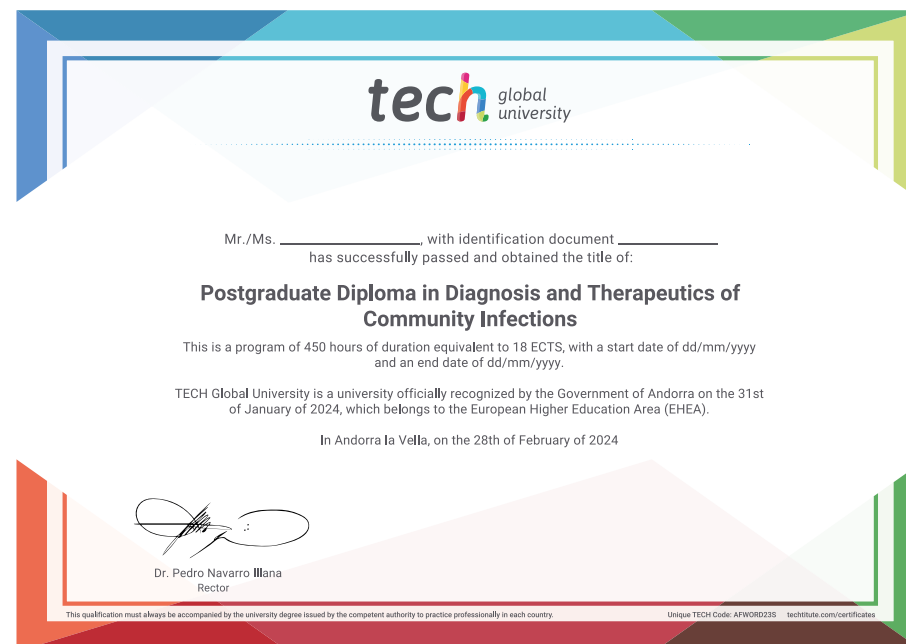 tech global university
Mr./Ms. , with identification document
has successfully passed and obtained the title of:
Postgraduate Diploma in Diagnosis and Therapeutics of
Community Infections
This is a program of 450 hours of duration equivalent to 18 ECTS, with a start date of dd/mm/yyyy
and an end date of dd/mm/yyyy.
TECH Global University is a university officially recognized by the Government of Andorra on the 31st
of January of 2024, which belongs to the European Higher Education Area (EHEA).
In Andorra la Vella, on the 28th of February of 2024
Dr. Pedro Navarro Illana
Rector
This qualification must always be accompanied by the university degree issued by the competent authority to practice professionally in each country.
Unique TECH Code: AFWORD23S techtitute.com/certificates